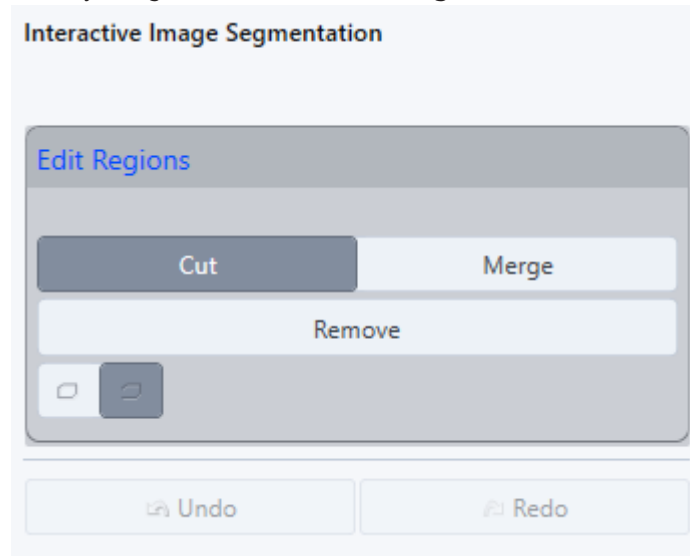 Interactive Image Segmentation
Edit Regions
Cut Merge
Remove
Undo Redo